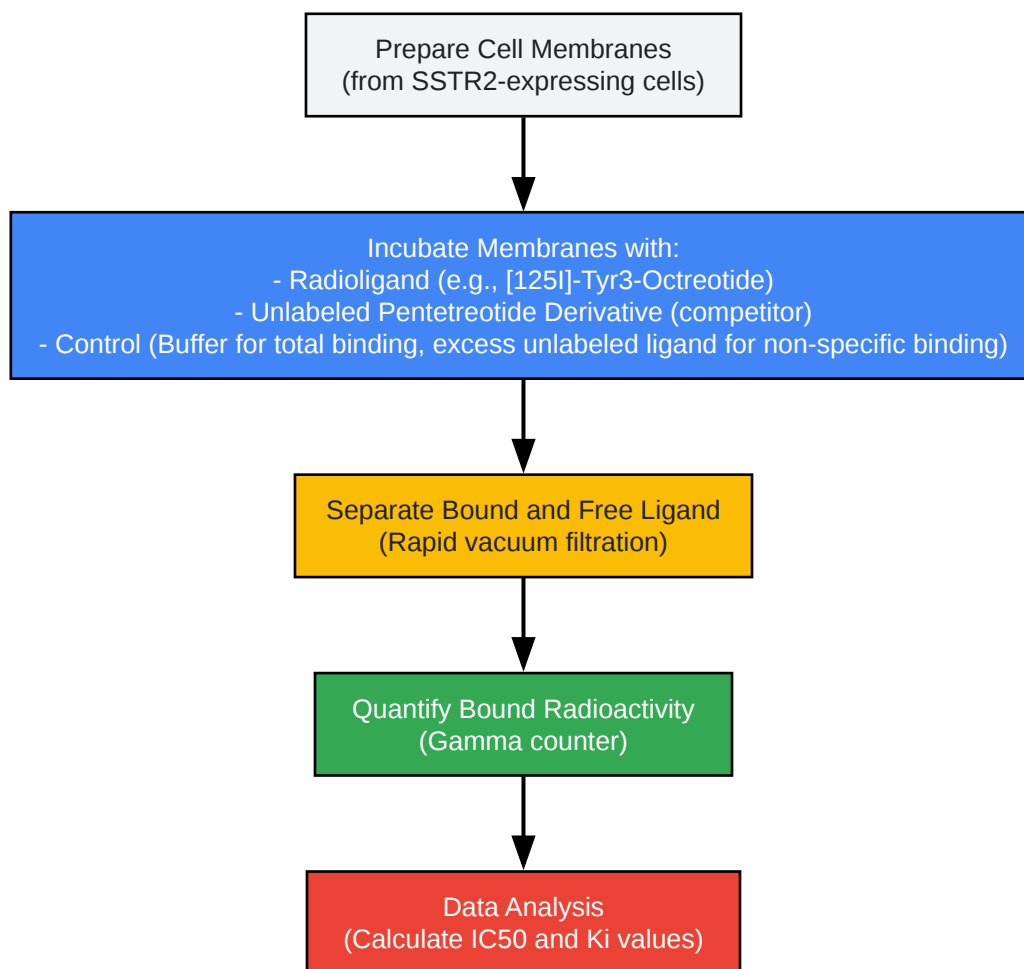 Prepare Cell Membranes
(from SSTR2-expressing cells)
Incubate Membranes with:
- Radioligand (e.g., [125I]-Tyr3-Octreotide)
- Unlabeled Pentetreotide Derivative (competitor)
- Control (Buffer for total binding, excess unlabeled ligand for non-specific binding)
Separate Bound and Free Ligand
(Rapid vacuum filtration)
Quantify Bound Radioactivity
(Gamma counter)
Data Analysis
(Calculate IC50 and Ki values)